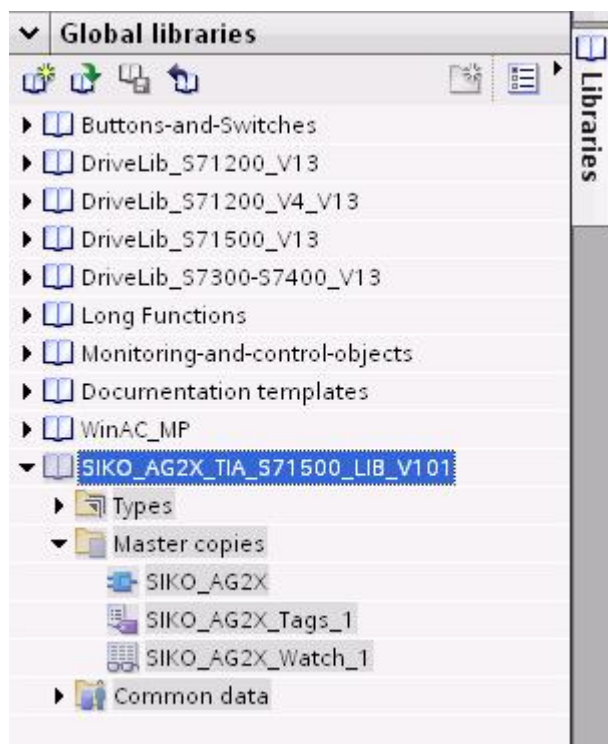 Global libraries
Libraries
Buttons-and-Switches
DriveLib_S71200_V13
DriveLib_S71200_V4_V13
DriveLib_S71500_V13
DriveLib_S7300-S7400_V13
Long Functions
Monitoring-and-control-objects
Documentation templates
WinAC_MP
SIKO_AG2X_TIA_S71500_LIB_V101
Types
Master copies
SIKO_AG2X
SIKO_AG2X_Tags_1
SIKO_AG2X_Watch_1
Common data